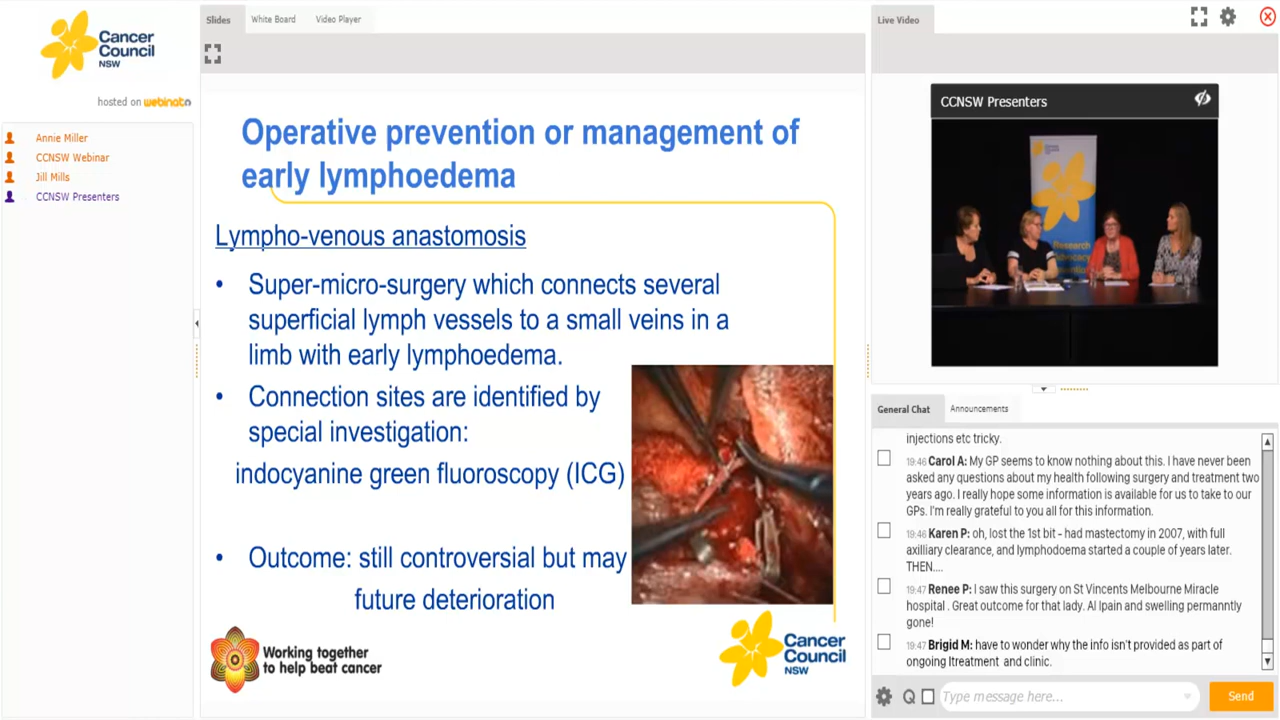 Cancer
Council
NSW
hosted on webinato
Annie Miller
CCNSW Webinar
Jill Mills
CCNSW Presenters
Slides
White Board
Video Player
Operative prevention or management of
early lymphoedema
Lympho-venous anastomosis
• Super-micro-surgery which connects several
superficial lymph vessels to a small veins in a
limb with early lymphoedema.
• Connection sites are identified by
special investigation:
indocyanine green fluoroscopy (ICG)
• Outcome: still controversial but may
future deterioration
Working together
to help beat cancer
Cancer
Council
NSW
Live Video
CCNSW Presenters
Research
Advocacy
General Chat
Announcements
injections etc tricky.
19:46 Carol A: My GP seems to know nothing about this. I have never been
asked any questions about my health following surgery and treatment two
years ago. I really hope some information is available for us to take to our
GPs. I'm really grateful to you all for this information.
19:46 Karen P: oh, lost the 1st bit - had mastectomy in 2007, with full
axilliary clearance, and lymphodoema started a couple of years later.
THEN....
19:47 Renee P: I saw this surgery on St Vincents Melbourne Miracle
hospital . Great outcome for that lady. Al lpain and swelling permanntly
gone!
19:47 Brigid M: have to wonder why the info isn't provided as part of
ongoing ltreatment and clinic.
Q
Type message here...
Send